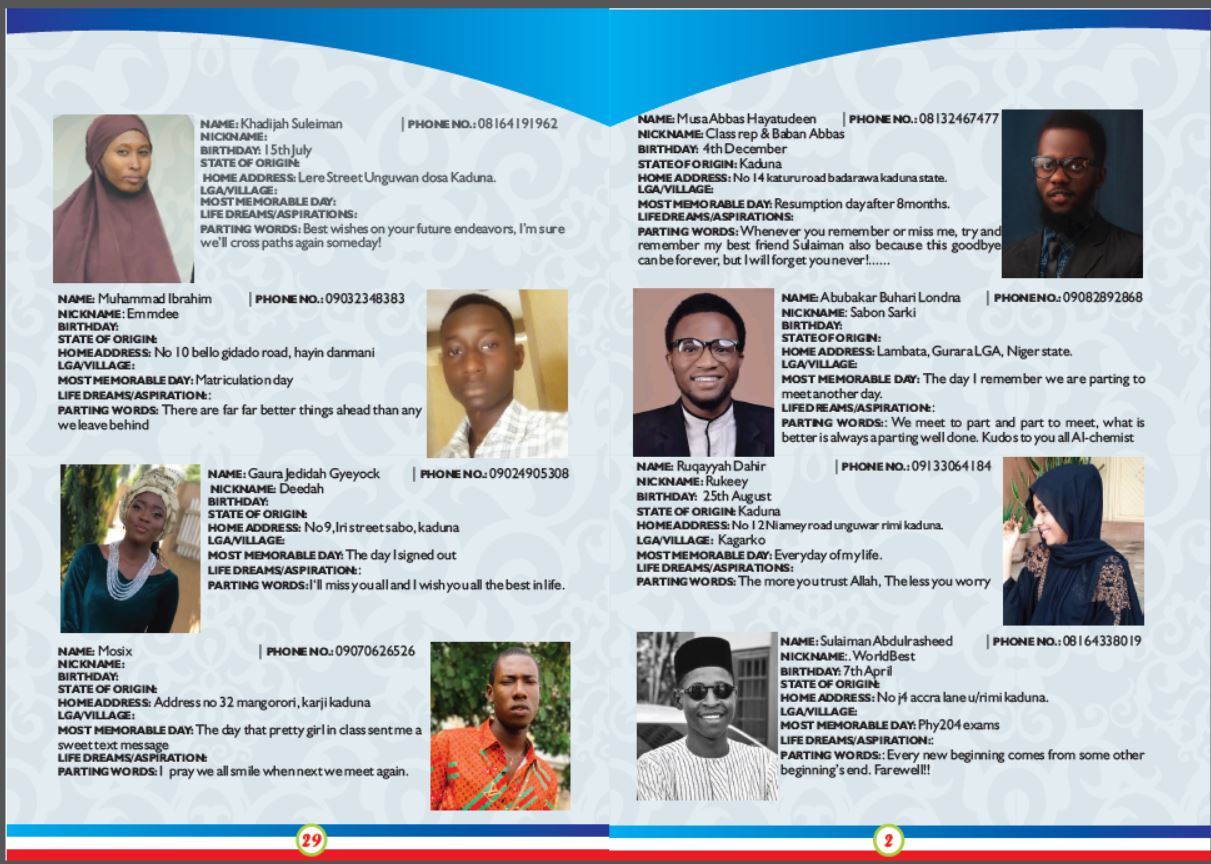 NAME: Khadijah Suleiman | PHONE NO.: 08164191962
NICKNAME:
BIRTHDAY: 15th July
STATE OF ORIGIN:
HOME ADDRESS: Lere Street Unguwan dosa Kaduna.
LGA/VILLAGE:
MOST MEMORABLE DAY:
LIFE DREAMS/ASPIRATIONS:
PARTING WORDS: Best wishes on your future endeavors, I'm sure
we'll cross paths again someday!
NAME: Muhammad Ibrahim | PHONE NO.: 09032348383
NICKNAME: Emmdee
BIRTHDAY:
STATE OF ORIGIN:
HOME ADDRESS: No 10 bello gidado road, hayin danmani
LGA/VILLAGE:
MOST MEMORABLE DAY: Matriculation day
LIFE DREAMS/ASPIRATION:
PARTING WORDS: There are far far better things ahead than any
we leave behind
NAME: Gaura Jedidah Gyeyock | PHONE NO.: 09024905308
NICKNAME: Deedah
BIRTHDAY:
STATE OF ORIGIN:
HOME ADDRESS: No 9, Iri street sabo, kaduna
LGA/VILLAGE:
MOST MEMORABLE DAY: The day I signed out
LIFE DREAMS/ASPIRATION:
PARTING WORDS: I'll miss you all and I wish you all the best in life.
NAME: Mosix | PHONE NO.: 09070626526
NICKNAME:
BIRTHDAY:
STATE OF ORIGIN:
HOME ADDRESS: Address no 32 mangorori, karji kaduna
LGA/VILLAGE:
MOST MEMORABLE DAY: The day that pretty girl in class sent me a
sweet text message
LIFE DREAMS/ASPIRATION:
PARTING WORDS: I pray we all smile when next we meet again.
29
NAME: Musa Abbas Hayatudeen | PHONE NO.: 08132467477
NICKNAME: Class rep & Baban Abbas
BIRTHDAY: 4th December
STATE OF ORIGIN: Kaduna
HOME ADDRESS: No 14 katuru road badarawa kaduna state.
LGA/VILLAGE:
MOST MEMORABLE DAY: Resumption day after 8months.
LIFE DREAMS/ASPIRATIONS:
PARTING WORDS: Whenever you remember or miss me, try and
remember my best friend Sulaiman also because this goodbye
can be forever, but I will forget you never!......
NAME: Abubakar Buhari Londna | PHONE NO.: 09082892868
NICKNAME: Sabon Sarki
BIRTHDAY:
STATE OF ORIGIN:
HOME ADDRESS: Lambata, Gurara LGA, Niger state.
LGA/VILLAGE:
MOST MEMORABLE DAY: The day I remember we are parting to
meet another day.
LIFE DREAMS/ASPIRATION::
PARTING WORDS:: We meet to part and part to meet, what is
better is always a parting well done. Kudos to you all Al-chemist
NAME: Ruqayyah Dahir | PHONE NO.: 09133064184
NICKNAME: Rukeey
BIRTHDAY: 25th August
STATE OF ORIGIN: Kaduna
HOME ADDRESS: No 12 Niamey road unguwar rimi kaduna.
LGA/VILLAGE: Kagarko
MOST MEMORABLE DAY: Everyday of my life.
LIFE DREAMS/ASPIRATIONS:
PARTING WORDS: The more you trust Allah, The less you worry
NAME: Sulaiman Abdulrasheed | PHONE NO.: 08164338019
NICKNAME:. WorldBest
BIRTHDAY: 7th April
STATE OF ORIGIN:
HOME ADDRESS: No j4 accra lane u/rimi kaduna.
LGA/VILLAGE:
MOST MEMORABLE DAY: Phy204 exams
LIFE DREAMS/ASPIRATION::
PARTING WORDS:: Every new beginning comes from some other
beginning's end. Farewell!!
2